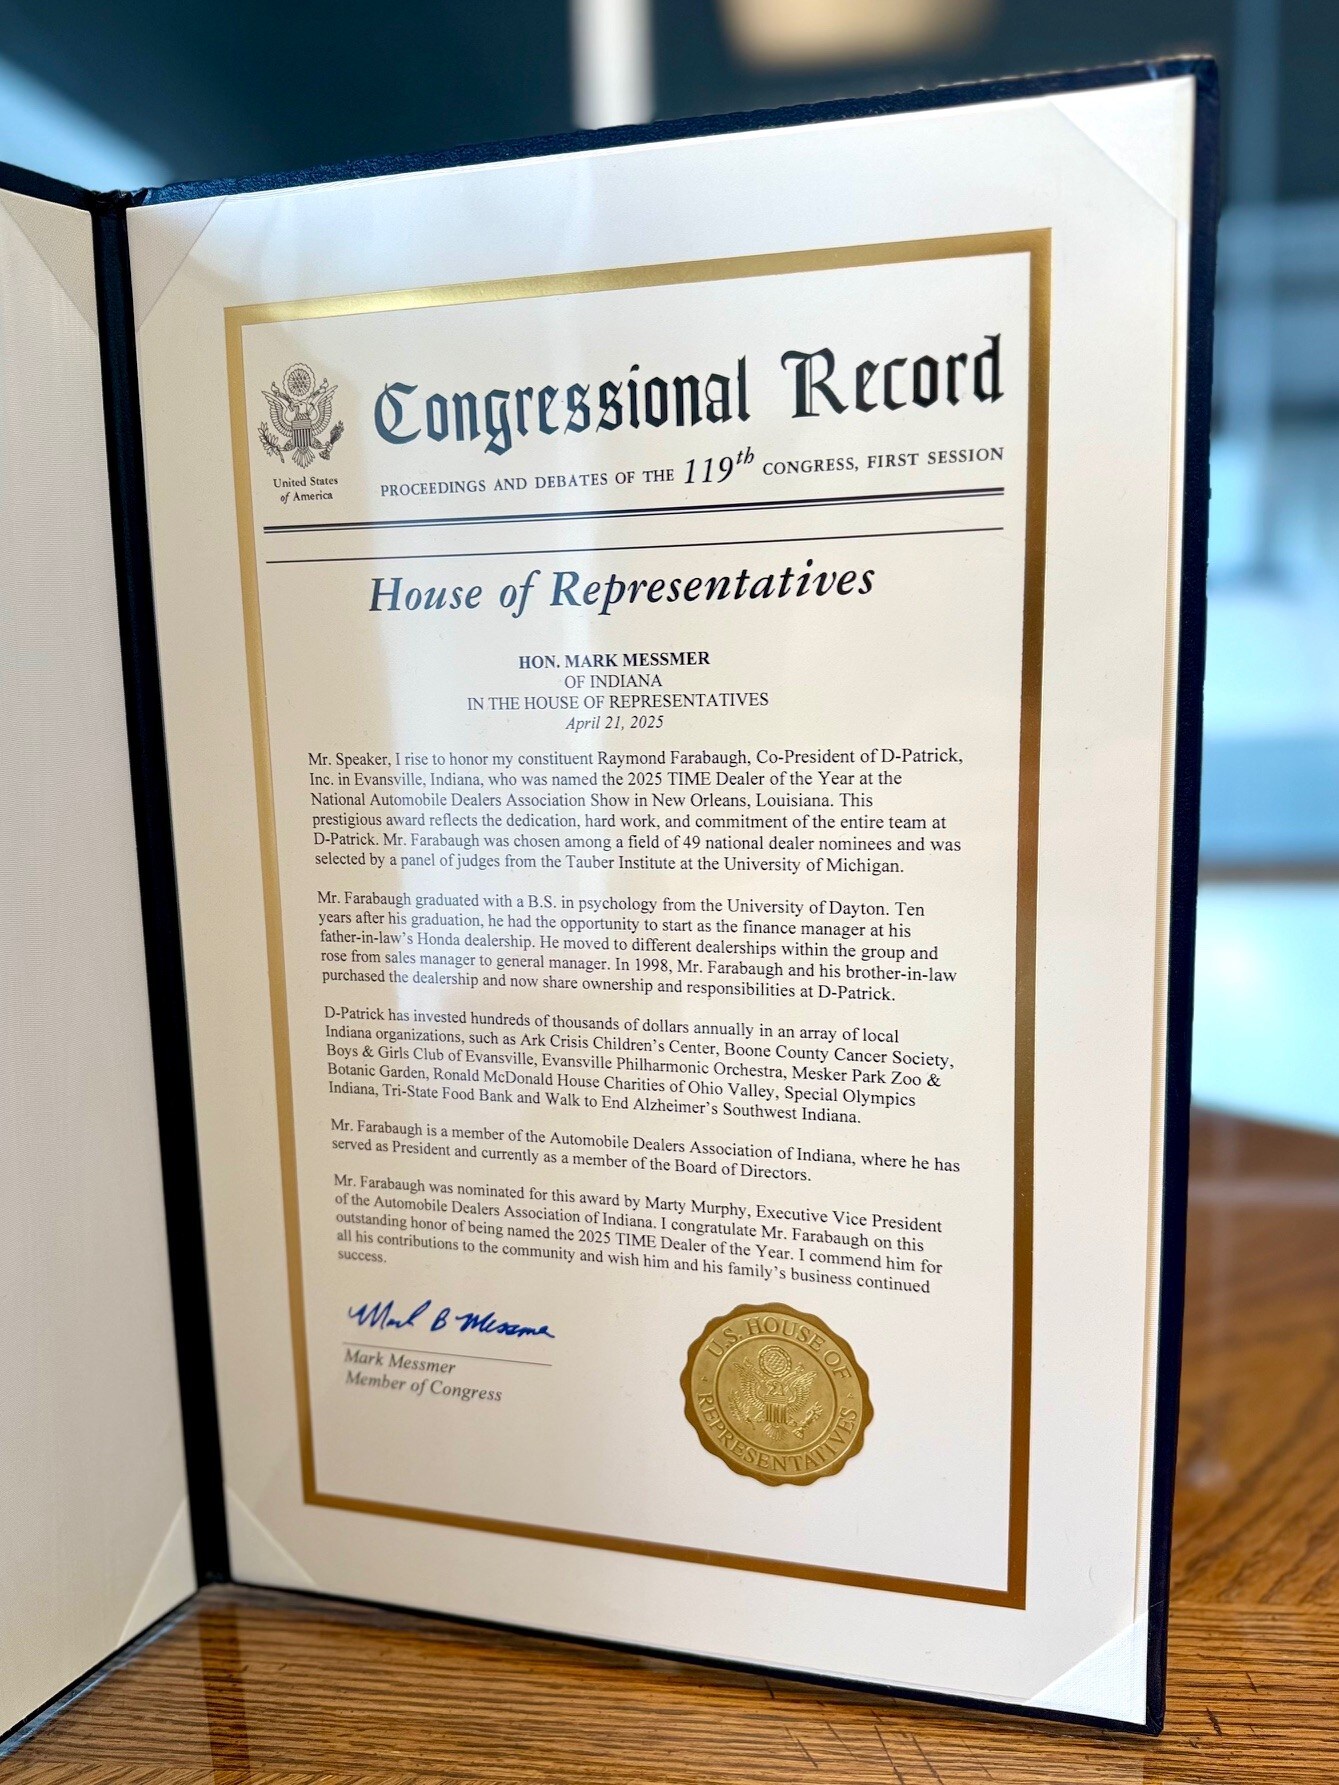 Congressional Record
United States
of America
PROCEEDINGS AND DEBATES OF THE 119th CONGRESS, FIRST SESSION
House of Representatives
HON. MARK MESSMER
OF INDIANA
IN THE HOUSE OF REPRESENTATIVES
April 21, 2025
Mr. Speaker, I rise to honor my constituent Raymond Farabaugh, Co-President of D-Patrick,
Inc. in Evansville, Indiana, who was named the 2025 TIME Dealer of the Year at the
National Automobile Dealers Association Show in New Orleans, Louisiana. This
prestigious award reflects the dedication, hard work, and commitment of the entire team at
D-Patrick. Mr. Farabaugh was chosen among a field of 49 national dealer nominees and was
selected by a panel of judges from the Tauber Institute at the University of Michigan.
Mr. Farabaugh graduated with a B.S. in psychology from the University of Dayton. Ten
years after his graduation, he had the opportunity to start as the finance manager at his
father-in-law's Honda dealership. He moved to different dealerships within the group and
rose from sales manager to general manager. In 1998, Mr. Farabaugh and his brother-in-law
purchased the dealership and now share ownership and responsibilities at D-Patrick.
D-Patrick has invested hundreds of thousands of dollars annually in an array of local
Indiana organizations, such as Ark Crisis Children's Center, Boone County Cancer Society,
Boys & Girls Club of Evansville, Evansville Philharmonic Orchestra, Mesker Park Zoo &
Botanic Garden, Ronald McDonald House Charities of Ohio Valley, Special Olympics
Indiana, Tri-State Food Bank and Walk to End Alzheimer's Southwest Indiana.
Mr. Farabaugh is a member of the Automobile Dealers Association of Indiana, where he has
served as President and currently as a member of the Board of Directors.
Mr. Farabaugh was nominated for this award by Marty Murphy, Executive Vice President
of the Automobile Dealers Association of Indiana. I congratulate Mr. Farabaugh on this
outstanding honor of being named the 2025 TIME Dealer of the Year. I commend him for
all his contributions to the community and wish him and his family's business continued
success.
Mark B Messmer
Mark Messmer
Member of Congress
U.S. HOUSE OF
REPRESENTATIVES